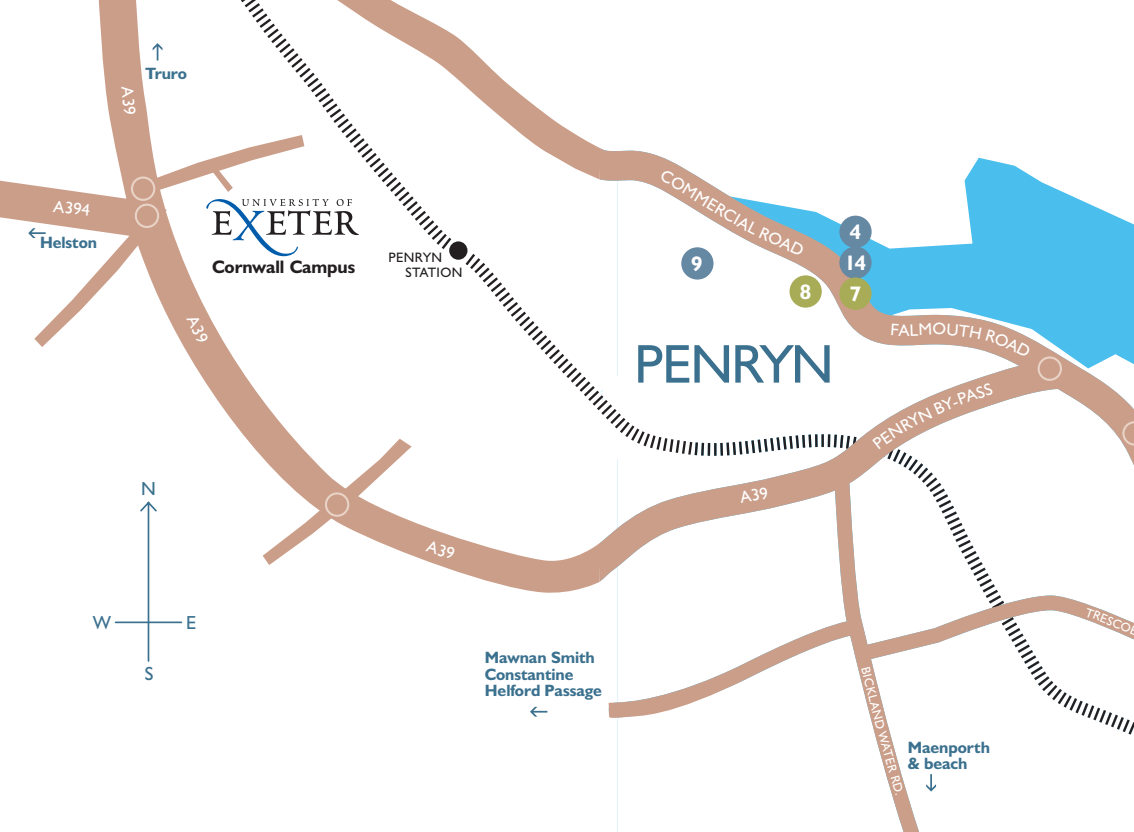 Truro
A39
A394
Helston
UNIVERSITY OF
EXETER
Cornwall Campus
PENRYN
STATION
COMMERCIAL ROAD
4
14
9
8
7
FALMOUTH ROAD
PENRYN
PENRYN BY-PASS
A39
A39
A39
N
W E
S
Mawnan Smith
Constantine
Helford Passage
BICKLAND WATER RD.
Maenporth
& beach